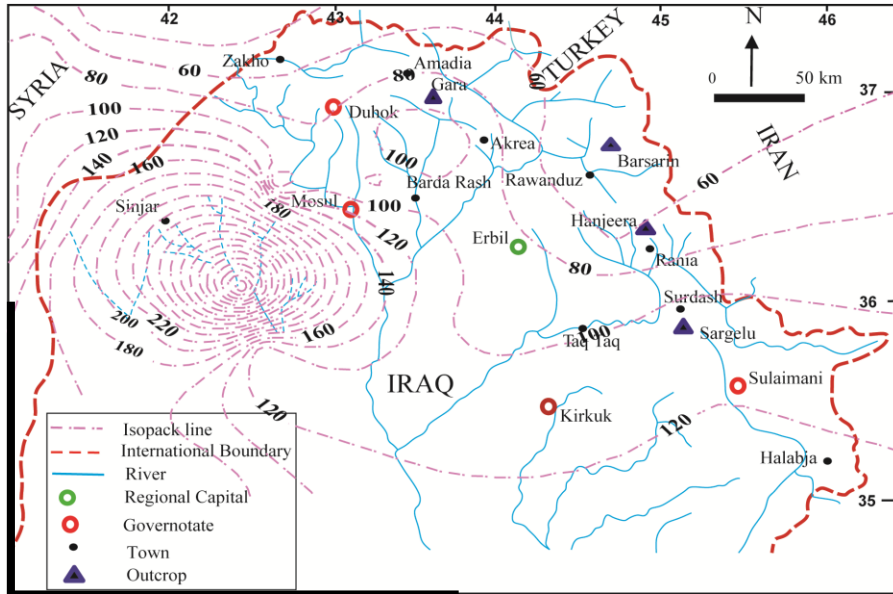 42
43
44
45
46
N
0 50 km
SYRIA
TURKEY
IRAN
IRAQ
37
36
35
Zakho
Amadia
Gara
Duhok
Akrea
Barsarin
Rawanduz
Barda Rash
Mosul
Sinjar
Hanjeera
Erbil
Rania
Surdash
Taq Taq
Sargelu
Sulaimani
Kirkuk
Halabja
80
60
80
60
100
120
140
160
180
100
100
120
140
60
80
100
120
200
220
180
160
120
Isopack line
International Boundary
River
Regional Capital
Governotate
Town
Outcrop